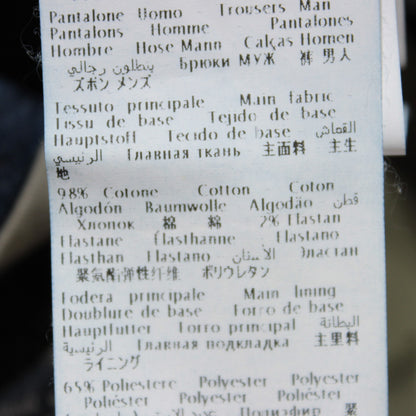 Pantalone Uomo Trousers Man
Pantalons Homme Pantalones
Hombre Hose Mann Calças Homen
بنطلون رجالي Брюки МУЖ 裤 男人
ズボン メンズ
Tessuto principale Main fabric
Tissu de base Tejido de base
Hauptstoff Tecido de base القماش
الرئيسي Главная ткань 主面料 主生
地
98% Cotone Cotton Coton
Algodón Baumwolle Algodão قطن
Хлопок 棉 綿 2% Elastan
Elastane Elasthanne Elastano
Elasthan Elastano Эластан
聚氨酯弹性纤维 ポリウレタン
Fodera principale Main lining
Doublure de base Forro de base
Hauptfutter Forro principal البطانة
الرئيسية Главная подкладка 主里料
ライニング
65% Poliestere Polyester Polyester
Poliéster Polyester Poliéster
Полиэфир 聚